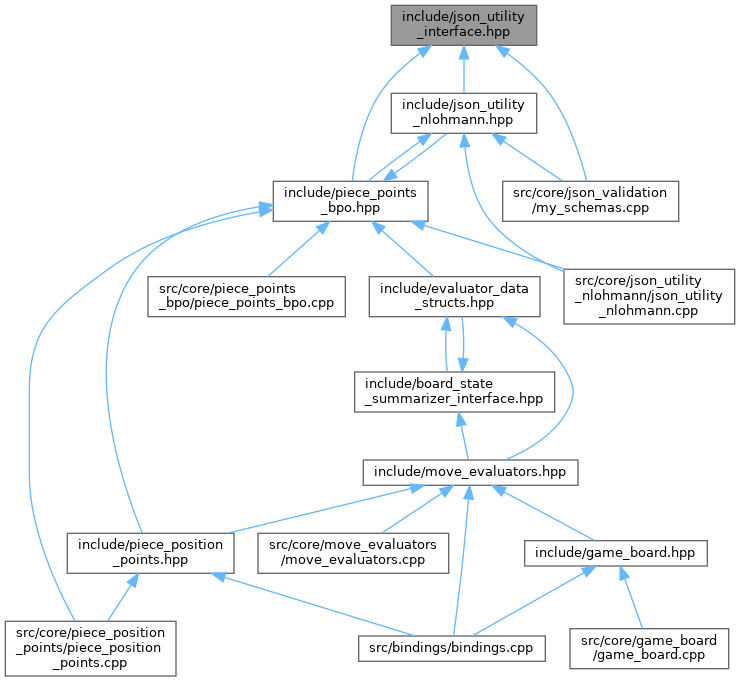 include/json_utility
_interface.hpp
include/json_utility
_nlohmann.hpp
include/piece_points
_bpo.hpp
src/core/json_validation
/my_schemas.cpp
src/core/piece_points
_bpo/piece_points_bpo.cpp
include/evaluator_data
_structs.hpp
src/core/json_utility
_nlohmann/json_utility
_nlohmann.cpp
include/board_state
_summarizer_interface.hpp
include/move_evaluators.hpp
include/piece_position
_points.hpp
src/core/move_evaluators
/move_evaluators.cpp
include/game_board.hpp
src/core/piece_position
_points/piece_position
_points.cpp
src/bindings/bindings.cpp
src/core/game_board
/game_board.cpp